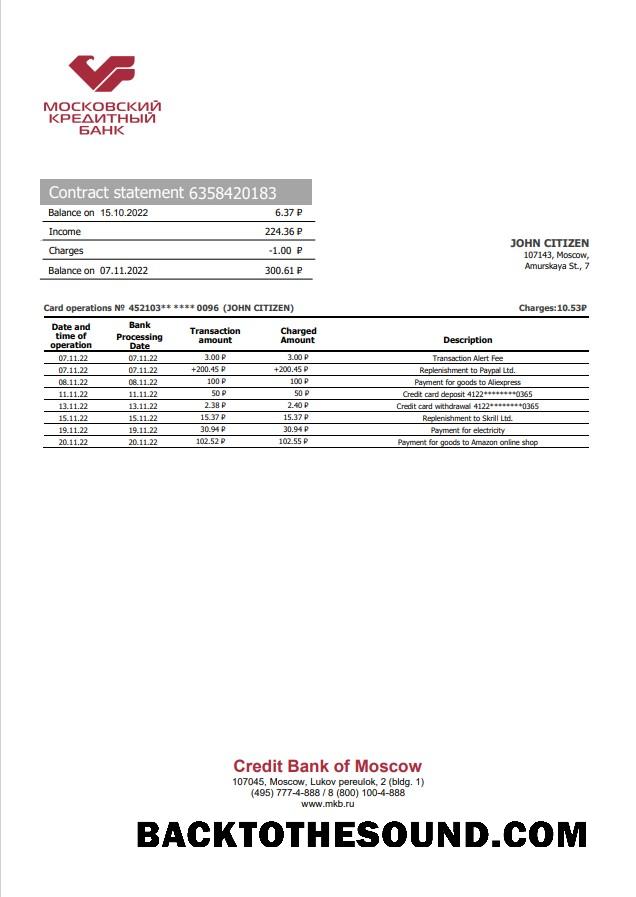 МОСКОВСКИЙ
КРЕДИТНЫЙ
БАНК
Contract statement 6358420183
Balance on 15.10.2022 6.37 ₽
Income 224.36 ₽
Charges -1.00 ₽
Balance on 07.11.2022 300.61 ₽
JOHN CITIZEN
107143, Moscow,
Amurskaya St., 7
Card operations № 452103** **** 0096 (JOHN CITIZEN) Charges:10.53₽
Date and time of operation Bank Processing Date Transaction amount Charged Amount Description
07.11.22 07.11.22 3.00 ₽ 3.00 ₽ Transaction Alert Fee
07.11.22 07.11.22 +200.45 ₽ +200.45 ₽ Replenishment to Paypal Ltd.
08.11.22 08.11.22 100 ₽ 100 ₽ Payment for goods to Aliexpress
11.11.22 11.11.22 50 ₽ 50 ₽ Credit card deposit 4122********0365
13.11.22 13.11.22 2.38 ₽ 2.40 ₽ Credit card withdrawal 4122********0365
15.11.22 15.11.22 15.37 ₽ 15.37 ₽ Replenishment to Skrill Ltd.
19.11.22 19.11.22 30.94 ₽ 30.94 ₽ Payment for electricity
20.11.22 20.11.22 102.52 ₽ 102.55 ₽ Payment for goods to Amazon online shop
Credit Bank of Moscow
107045, Moscow, Lukov pereulok, 2 (bldg. 1)
(495) 777-4-888 / 8 (800) 100-4-888
www.mkb.ru
BACKTOTHESOUND.COM